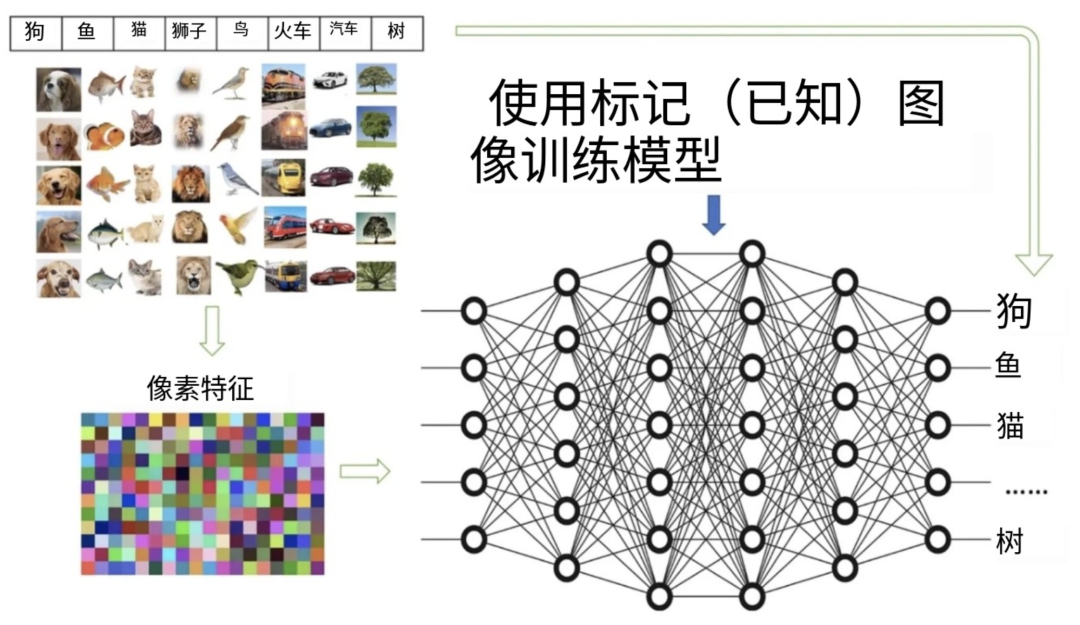 狗 鱼 猫 狮子 鸟 火车 汽车 树
使用标记（已知）图
像训练模型
像素特征
狗
鱼
猫
……
树